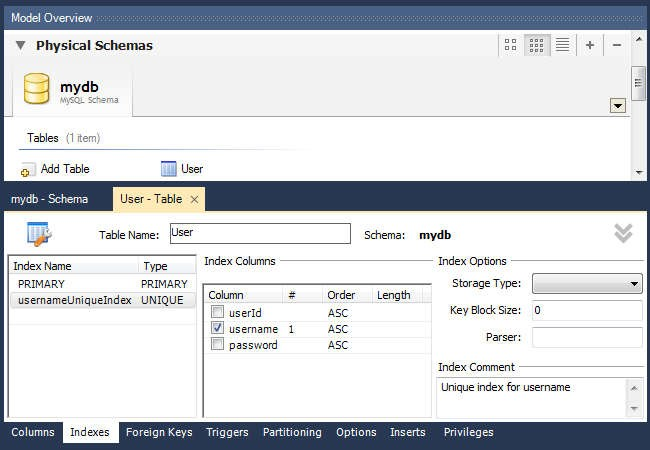 Model Overview
Physical Schemas
mydb
MySQL Schema
Tables (1 item)
Add Table User
mydb - Schema User - Table
Table Name: User Schema: mydb
Index Name Type
PRIMARY PRIMARY
usernameUniqueIndex UNIQUE
Index Columns
Column # Order Length
userId ASC
username 1 ASC
password ASC
Index Options
Storage Type:
Key Block Size: 0
Parser:
Index Comment
Unique index for username
Columns Indexes Foreign Keys Triggers Partitioning Options Inserts Privileges